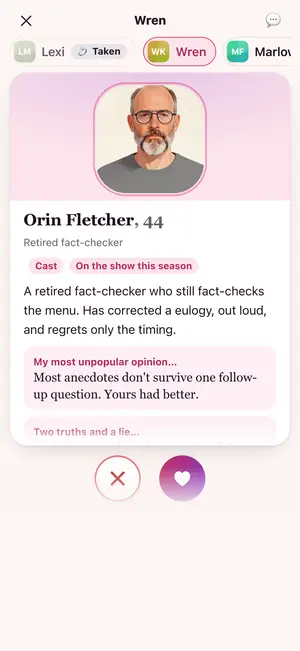 Wren
LM Lexi Taken WK Wren MF Marlov
Orin Fletcher, 44
Retired fact-checker
Cast On the show this season
A retired fact-checker who still fact-checks
the menu. Has corrected a eulogy, out loud,
and regrets only the timing.
My most unpopular opinion...
Most anecdotes don't survive one follow-
up question. Yours had better.
Two truths and a lie...